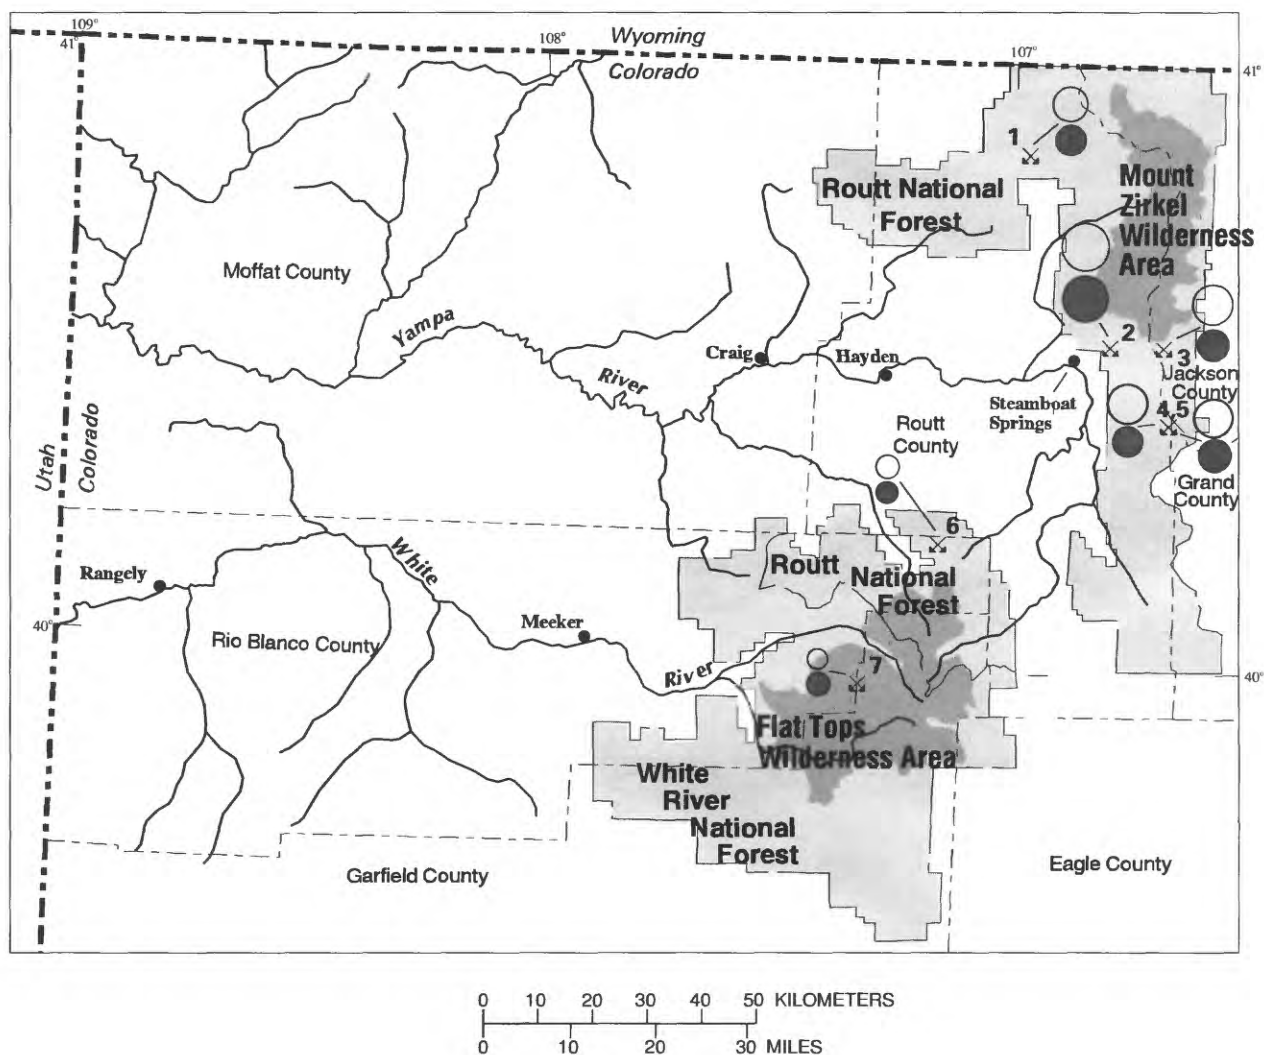 109°
41°
108°
Wyoming
Colorado
107°
41°
1
Routt National
Forest
Mount
Zirkel
Wilderness
Area
Moffat County
Yampa
River
Craig
Hayden
2
3
Jackson
County
Steamboat
Springs
4,5
Routt
County
Grand
County
Utah
Colorado
6
White
River
Rangely
Routt
National
Forest
40°
Rio Blanco County
Meeker
7
40°
Flat Tops
Wilderness Area
White
River
National
Forest
Garfield County
Eagle County
0 10 20 30 40 50 KILOMETERS
0 10 20 30 MILES